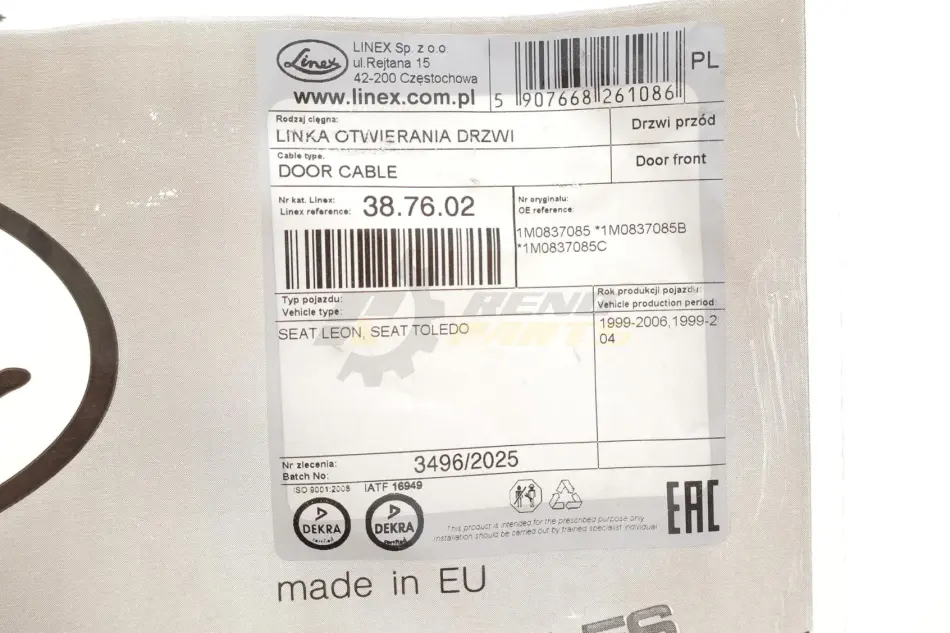 Linex
LINEX Sp. z o.o.
ul.Rejtana 15
42-200 Częstochowa
www.linex.com.pl
5 907668 261086
PL
Rodzaj cięgna:
LINKA OTWIERANIA DRZWI
Drzwi przód
Cable type:
DOOR CABLE
Door front
Nr kat. Linex:
Linex reference:
38.76.02
Nr oryginału:
OE reference:
1M0837085 *1M0837085B
*1M0837085C
Typ pojazdu:
Vehicle type:
SEAT LEON, SEAT TOLEDO
Rok produkcji pojazdu:
Vehicle production period:
1999-2006,1999-2
04
Nr zlecenia:
Batch No:
3496/2025
ISO 9001:2008
IATF 16949
DEKRA
DEKRA
This product is intended for the prescribed purpose only
installation should be carried out by trained specialist individual
EAC
made in EU